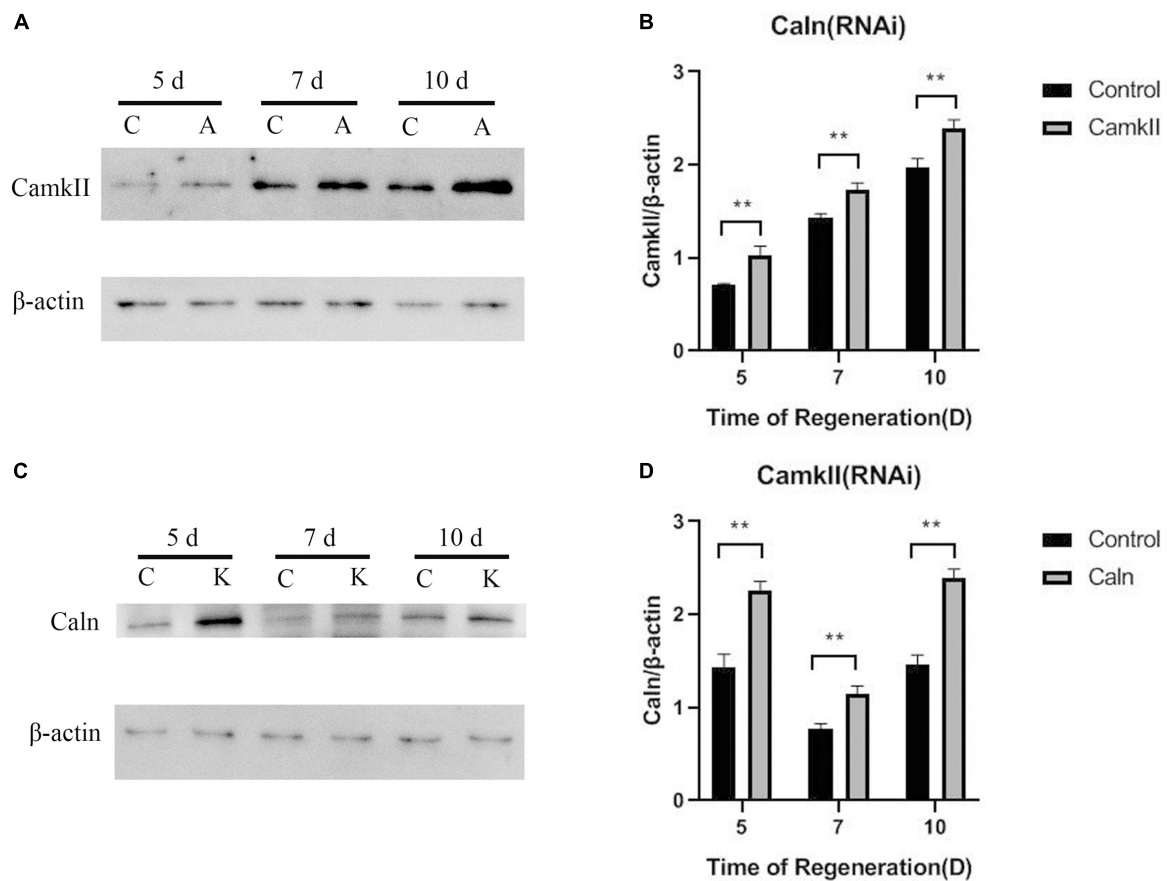 A
5 d 7 d 10 d
C A C A C A
CamkII
β-actin
B
Caln(RNAi)
Control
CamkII
CamkII/β-actin
3
2
1
0
** ** **
5 7 10
Time of Regeneration(D)
C
5 d 7 d 10 d
C K C K C K
Caln
β-actin
D
CamkII(RNAi)
Control
Caln
Caln/β-actin
3
2
1
0
** ** **
5 7 10
Time of Regeneration(D)